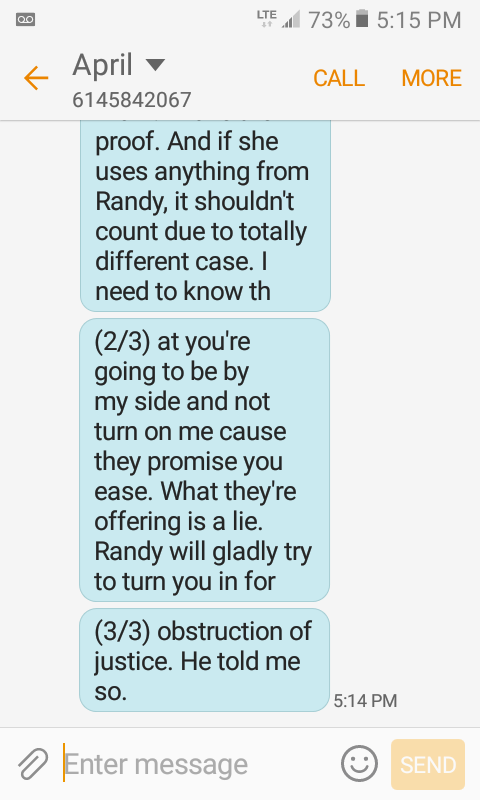 LTE 73% 5:15 PM
April
6145842067
CALL
MORE
proof. And if she
uses anything from
Randy, it shouldn't
count due to totally
different case. I
need to know th
(2/3) at you're
going to be by
my side and not
turn on me cause
they promise you
ease. What they're
offering is a lie.
Randy will gladly try
to turn you in for
(3/3) obstruction of
justice. He told me
so.
5:14 PM
Enter message
SEND